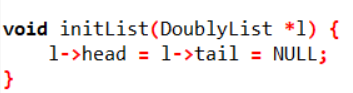 void initList(DoublyList *l) {
    l->head = l->tail = NULL;
}